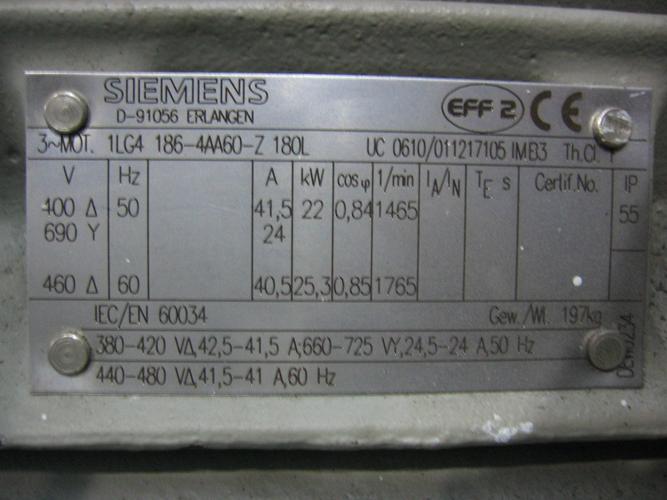 SIEMENS
D-91056 ERLANGEN
EFF 2 CE
3~MOT. 1LG4 186-4AA60-Z 180L UC 0610/011217105 IMB3 Th.Cl.
V Hz A kW cosφ 1/min IA/IN TE s Certif.No. IP
400 Δ 50 41,5 22 0,84 1465 55
690 Y 24
460 Δ 60 40,5 25,3 0,85 1765
IEC/EN 60034 Gew./Wt. 197kg
380-420 VΔ,42,5-41,5 A;660-725 VY,24,5-24 A,50 Hz
440-480 VΔ,41,5-41 A,60 Hz